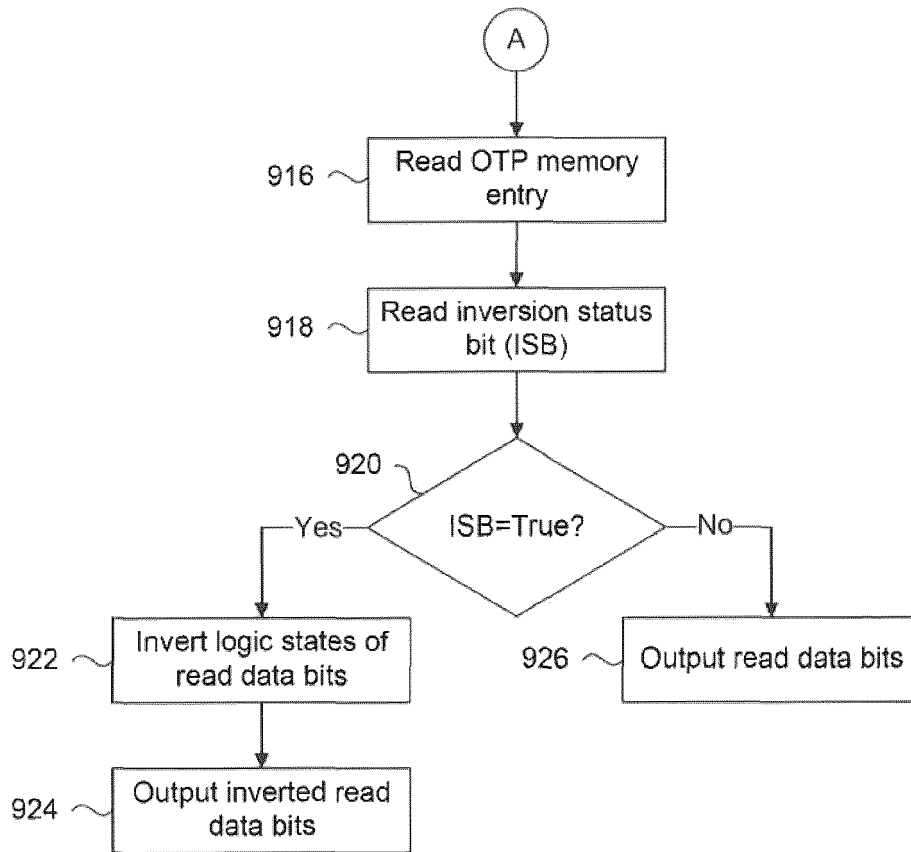 A
916
Read OTP memory
entry
918
Read inversion status
bit (ISB)
920
ISB=True?
Yes
No
922
Invert logic states of
read data bits
926
Output read data bits
924
Output inverted read
data bits